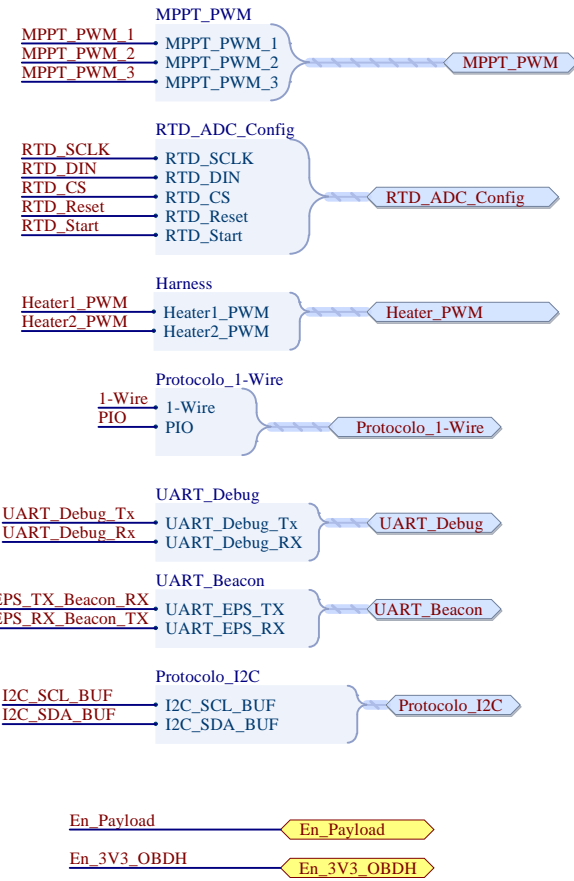 MPPT_PWM
MPPT_PWM_1 MPPT_PWM_1
MPPT_PWM_2 MPPT_PWM_2 MPPT_PWM
MPPT_PWM_3 MPPT_PWM_3
RTD_ADC_Config
RTD_SCLK RTD_SCLK
RTD_DIN RTD_DIN
RTD_CS RTD_CS RTD_ADC_Config
RTD_Reset RTD_Reset
RTD_Start RTD_Start
Harness
Heater1_PWM Heater1_PWM Heater_PWM
Heater2_PWM Heater2_PWM
Protocolo_1-Wire
1-Wire 1-Wire
PIO PIO Protocolo_1-Wire
UART_Debug
UART_Debug_Tx UART_Debug_Tx UART_Debug
UART_Debug_Rx UART_Debug_RX
UART_Beacon
EPS_TX_Beacon_RX UART_EPS_TX UART_Beacon
EPS_RX_Beacon_TX UART_EPS_RX
Protocolo_I2C
I2C_SCL_BUF I2C_SCL_BUF Protocolo_I2C
I2C_SDA_BUF I2C_SDA_BUF
En_Payload En_Payload
En_3V3_OBDH En_3V3_OBDH